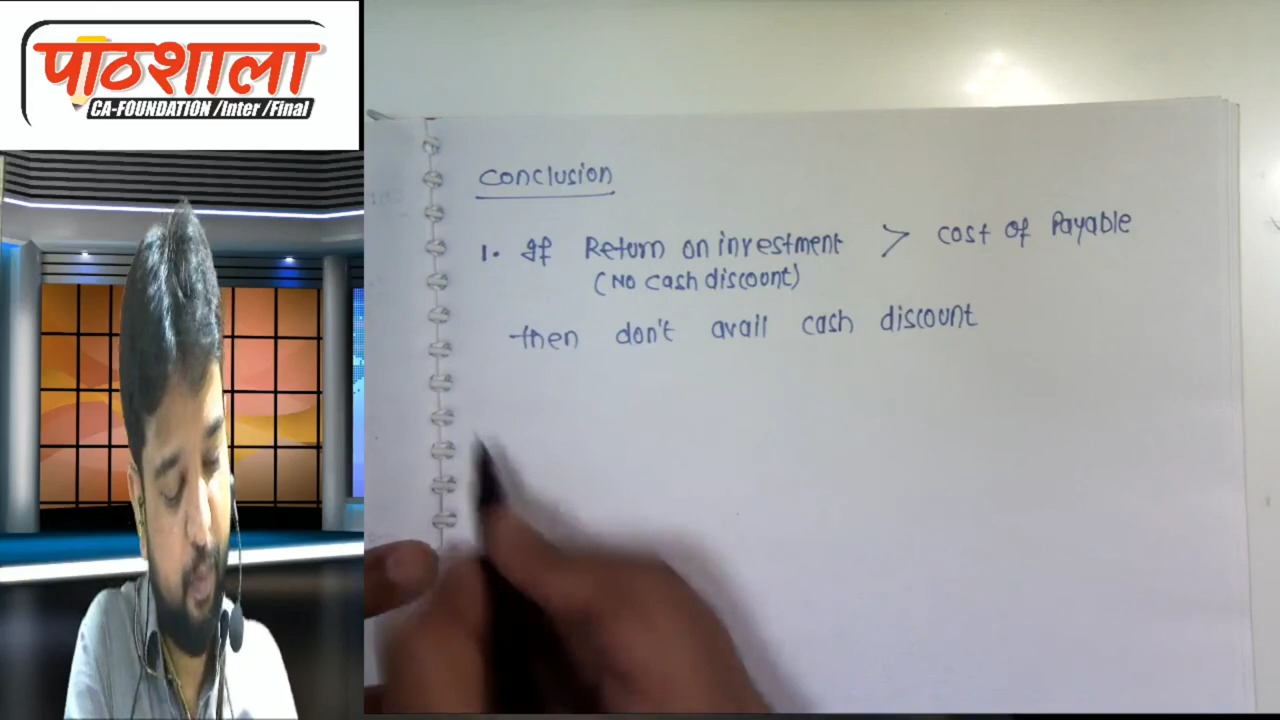 पाठशाला
CA-FOUNDATION /Inter /Final
Conclusion
1. If Return on investment > cost of Payable
(No cash discount)
then don't avail cash discount